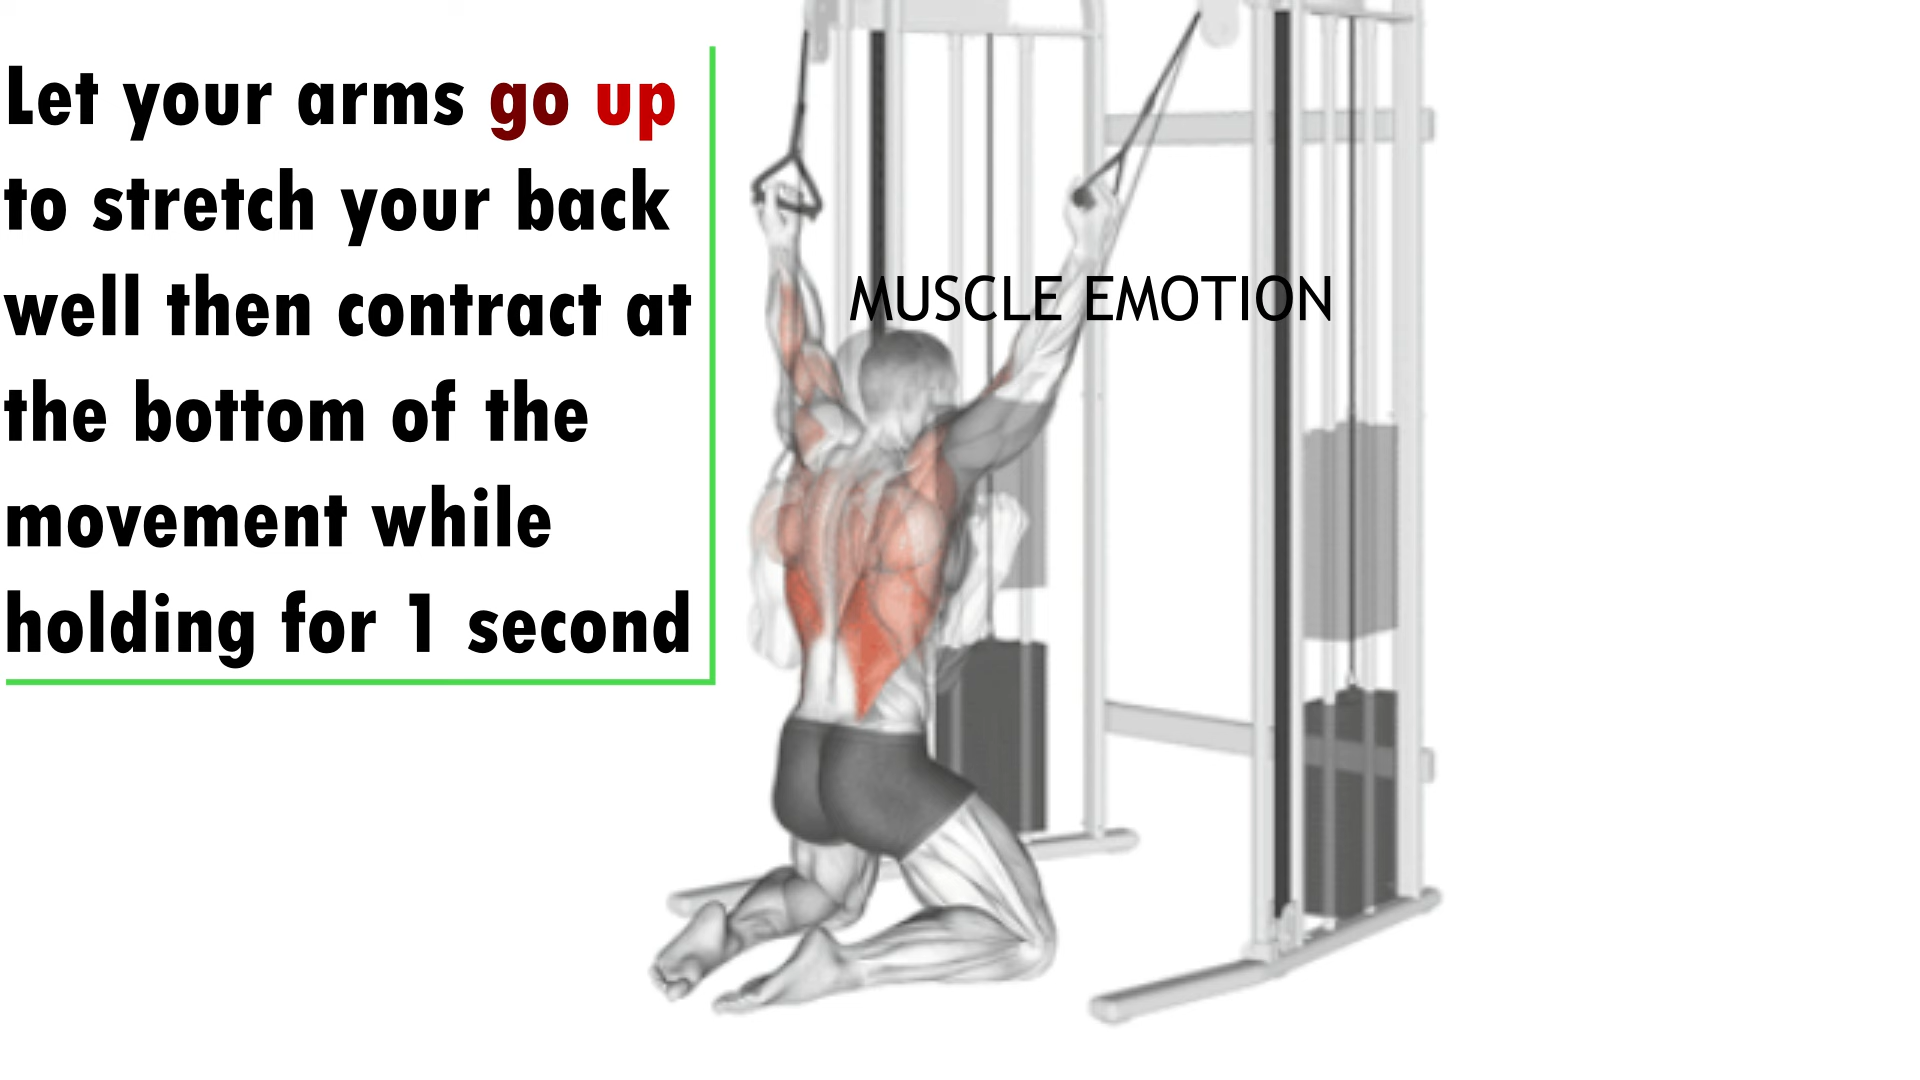 Let your arms go up
to stretch your back
well then contract at
the bottom of the
movement while
holding for 1 second
MUSCLE EMOTION